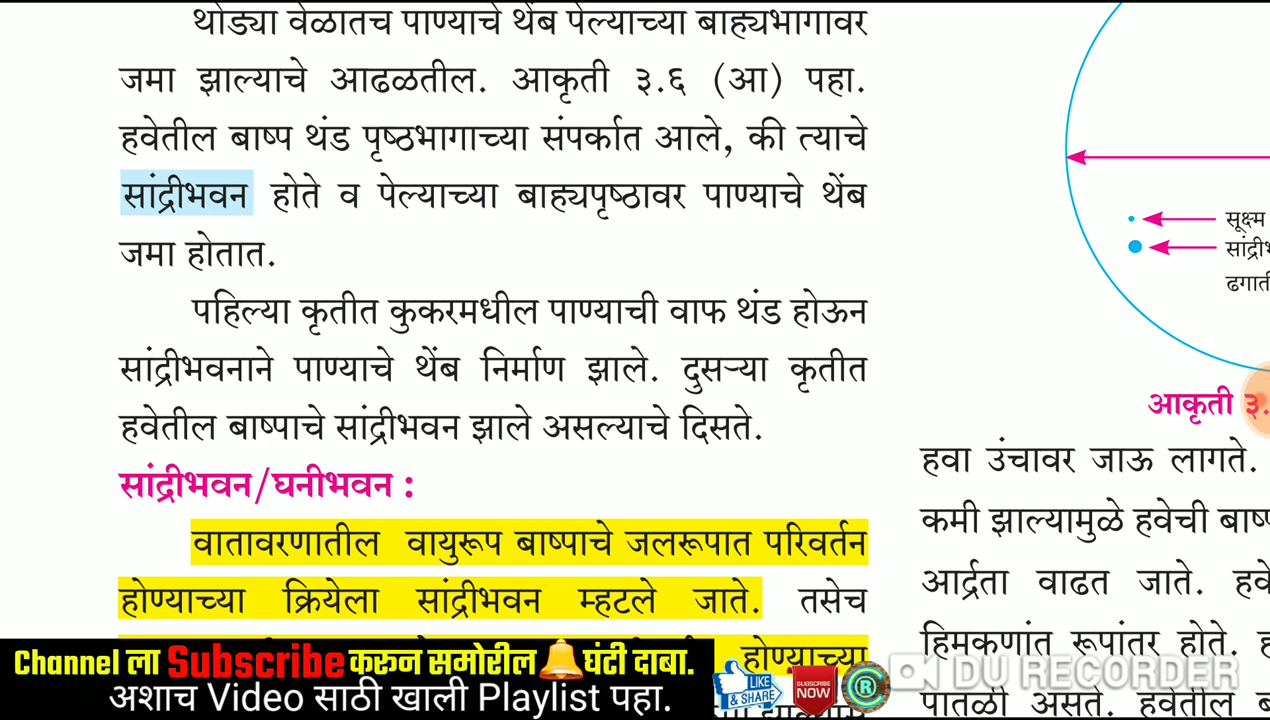 थोड्या वेळातच पाण्याचे थेंब पेल्याच्या बाह्यभागावर
जमा झाल्याचे आढळतील. आकृती ३.६ (आ) पहा.
हवेतील बाष्प थंड पृष्ठभागाच्या संपर्कात आले, की त्याचे
सांद्रीभवन होते व पेल्याच्या बाह्यपृष्ठावर पाण्याचे थेंब
जमा होतात.
पहिल्या कृतीत कुकरमधील पाण्याची वाफ थंड होऊन
सांद्रीभवनाने पाण्याचे थेंब निर्माण झाले. दुसऱ्या कृतीत
हवेतील बाष्पाचे सांद्रीभवन झाले असल्याचे दिसते.
सांद्रीभवन/घनीभवन :
वातावरणातील वायुरूप बाष्पाचे जलरूपात परिवर्तन
होण्याच्या क्रियेला सांद्रीभवन म्हटले जाते. तसेच
होण्याच्या
सूक्ष्म
सांद्रीभ
ढगाती
आकृती ३.
हवा उंचावर जाऊ लागते.
कमी झाल्यामुळे हवेची बाष्प
आर्द्रता वाढत जाते. हवे
हिमकणांत रूपांतर होते.
पातळी असते. हवेतील
Channel ला Subscribe करून समोरील घंटी दाबा.
अशाच Video साठी खाली Playlist पहा.
LIKE
& SHARE
SUBSCRIBE
NOW
R
DU RECORDER